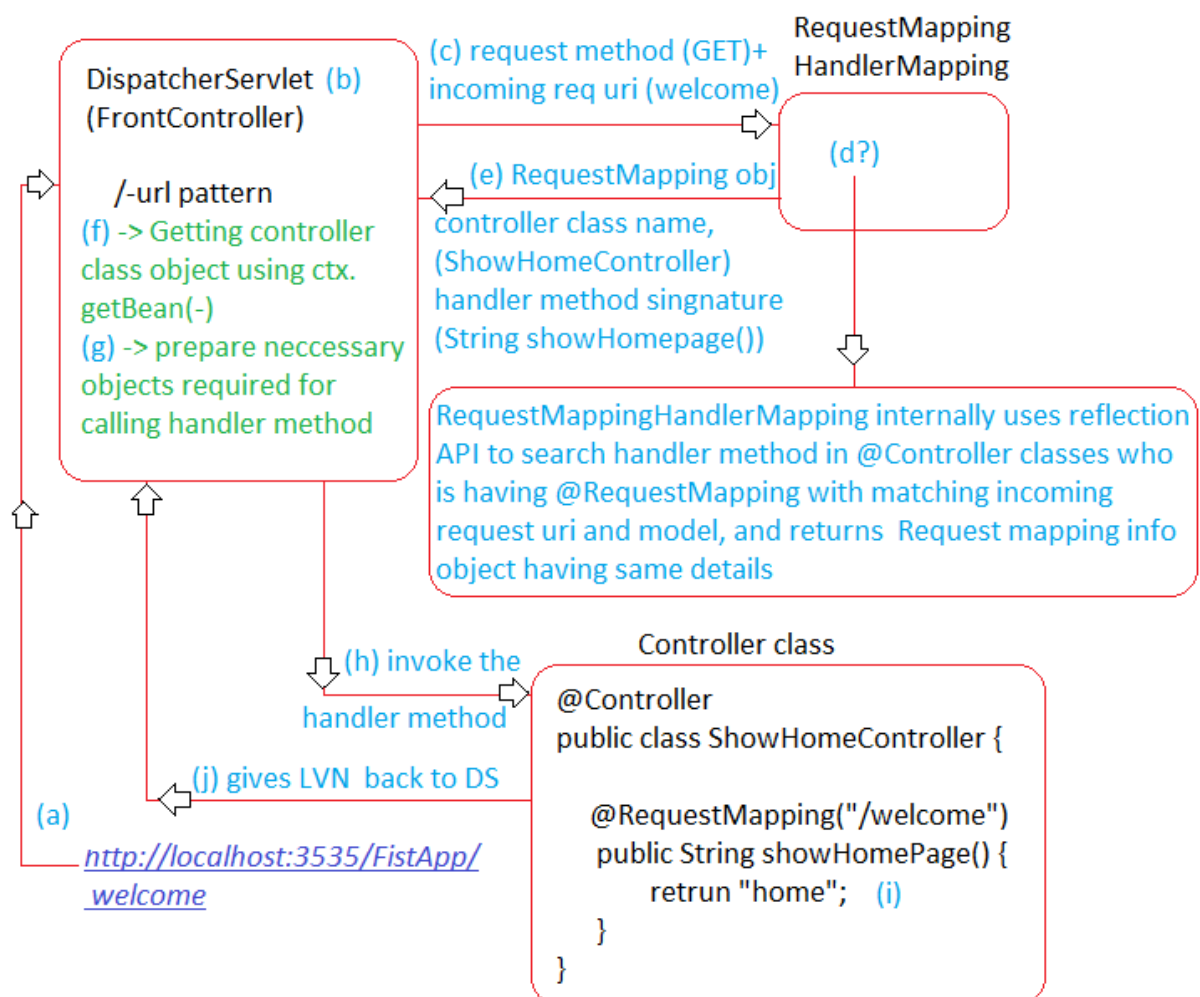 RequestMapping
HandlerMapping
(c) request method (GET)+
incoming req uri (welcome)
DispatcherServlet (b)
(FrontController)
/-url pattern
(f) -> Getting controller
class object using ctx.
getBean(-)
(g) -> prepare neccessary
objects required for
calling handler method
(d?)
(e) RequestMapping obj
controller class name,
(ShowHomeController)
handler method singnature
(String showHomepage())
RequestMappingHandlerMapping internally uses reflection
API to search handler method in @Controller classes who
is having @RequestMapping with matching incoming
request uri and model, and returns Request mapping info
object having same details
Controller class
(h) invoke the
handler method
@Controller
public class ShowHomeController {
@RequestMapping("/welcome")
public String showHomePage() {
retrun "home"; (i)
}
}
(j) gives LVN back to DS
(a)
http://localhost:3535/FistApp/
welcome